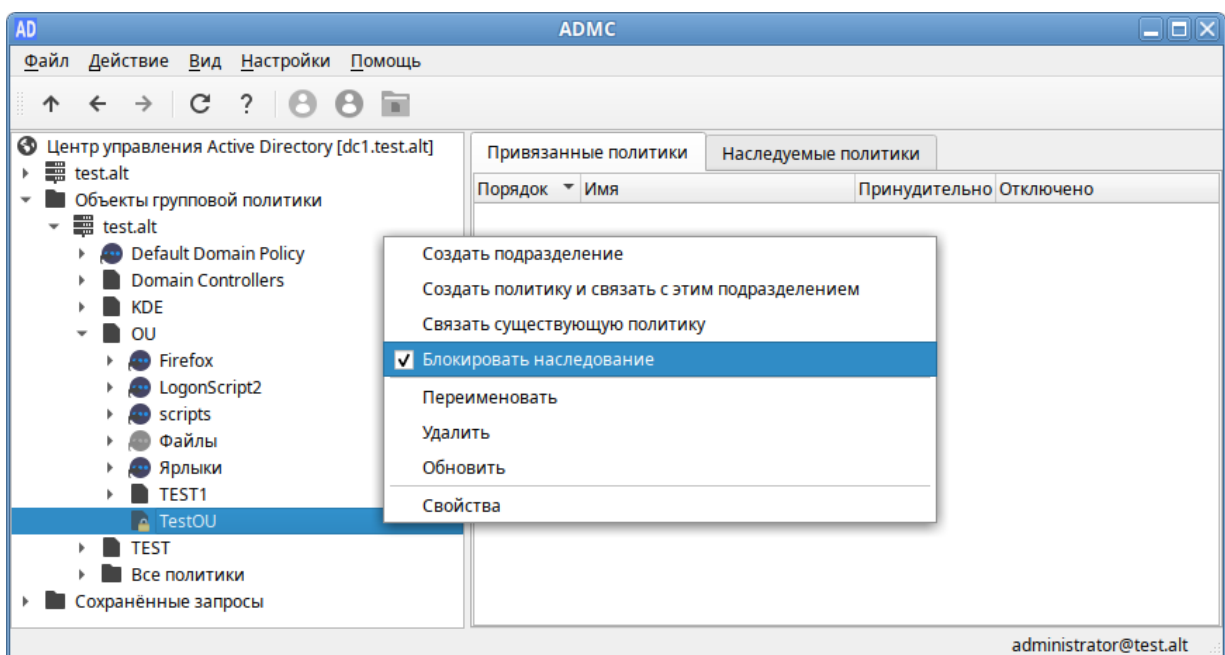 AD ADMC
Файл Действие Вид Настройки Помощь
?
Центр управления Active Directory [dc1.test.alt]
test.alt
Объекты групповой политики
test.alt
Default Domain Policy
Domain Controllers
KDE
OU
Firefox
LogonScript2
scripts
Файлы
Ярлыки
TEST1
TestOU
TEST
Все политики
Сохранённые запросы
Привязанные политики Наследуемые политики
Порядок Имя Принудительно Отключено
Создать подразделение
Создать политику и связать с этим подразделением
Связать существующую политику
Блокировать наследование
Переименовать
Удалить
Обновить
Свойства
administrator@test.alt